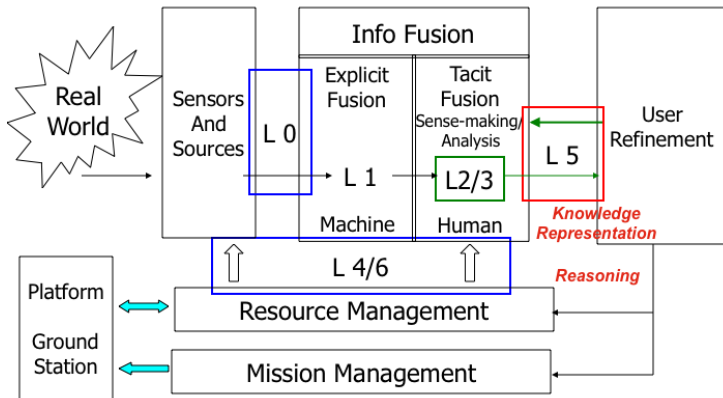 Info Fusion
Real
World
Sensors
And
Sources
L 0
Explicit
Fusion
L 1
Machine
Tacit
Fusion
Sense-making/
Analysis
L2/3
Human
L 5
User
Refinement
Knowledge
Representation
Reasoning
L 4/6
Platform
Ground
Station
Resource Management
Mission Management